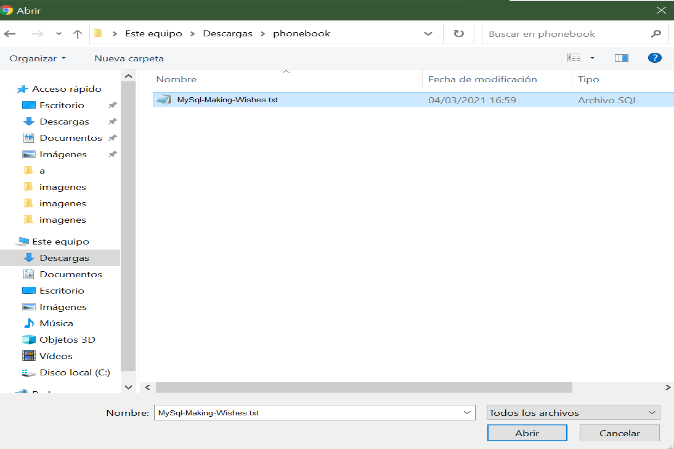 Abrir
Este equipo > Descargas > phonebook
Buscar en phonebook
Organizar
Nueva carpeta
Nombre
Fecha de modificación
Tipo
MySql-Making-Wishes.txt
04/03/2021 16:59
Archivo SQL
Acceso rápido
Escritorio
Descargas
Documentos
Imágenes
a
imagenes
imagenes
imagenes
Este equipo
Descargas
Documentos
Escritorio
Imágenes
Música
Objetos 3D
Vídeos
Disco local (C:)
Nombre:
MySql-Making-Wishes.txt
Todos los archivos
Abrir
Cancelar